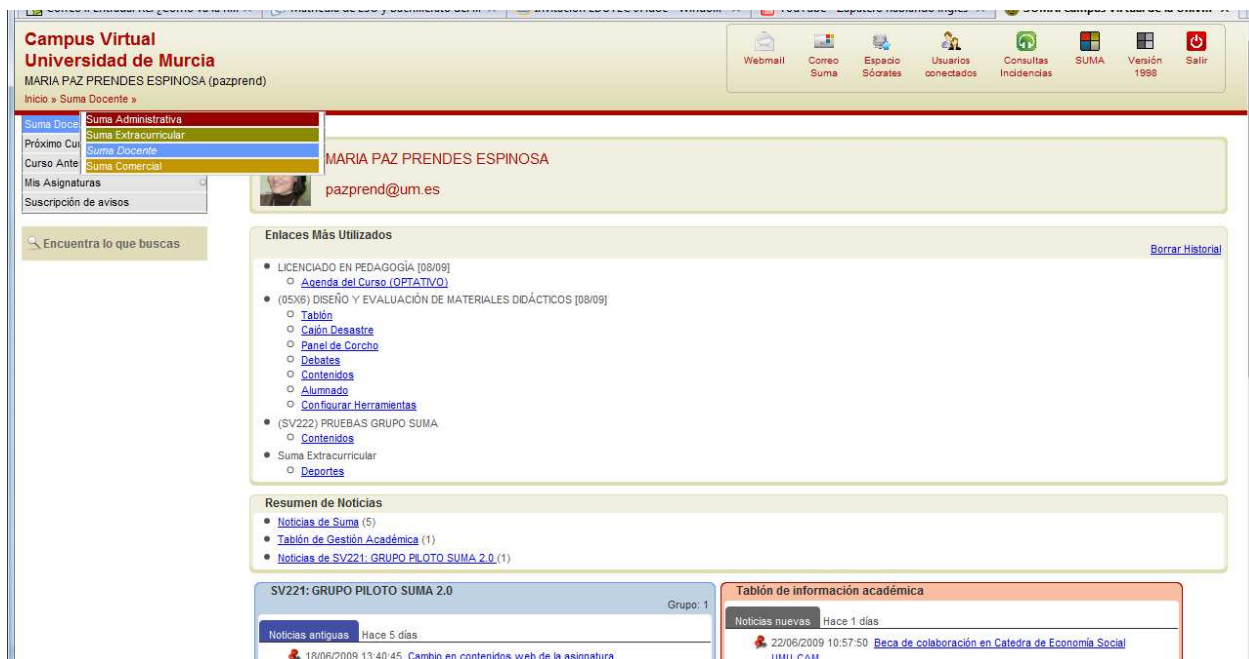 Campus Virtual
Universidad de Murcia
MARIA PAZ PRENDES ESPINOSA (pazprend)
Inicio » Suma Docente »
Webmail
Correo Suma
Espacio Sócrates
Usuarios conectados
Consultas Incidencias
SUMA
Versión 1998
Salir
Suma Administrativa
Suma Extracurricular
Suma Docente
Suma Comercial
Suma Doce
Próximo Cu
Curso Ante
Mis Asignaturas
Suscripción de avisos
Encuentra lo que buscas
MARIA PAZ PRENDES ESPINOSA
pazprend@um.es
Enlaces Más Utilizados
Borrar Historial
LICENCIADO EN PEDAGOGÍA [08/09]
Agenda del Curso (OPTATIVO)
(05X6) DISEÑO Y EVALUACIÓN DE MATERIALES DIDÁCTICOS [08/09]
Tablón
Cajón Desastre
Panel de Corcho
Debates
Contenidos
Alumnado
Configurar Herramientas
(SV222) PRUEBAS GRUPO SUMA
Contenidos
Suma Extracurricular
Deportes
Resumen de Noticias
Noticias de Suma (5)
Tablón de Gestión Académica (1)
Noticias de SV221: GRUPO PILOTO SUMA 2.0 (1)
SV221: GRUPO PILOTO SUMA 2.0
Grupo: 1
Noticias antiguas Hace 5 días
18/06/2009 13:40:45 Cambio en contenidos web de la asignatura
Tablón de información académica
Noticias nuevas Hace 1 días
22/06/2009 10:57:50 Beca de colaboración en Catedra de Economía Social
UMU-CAM